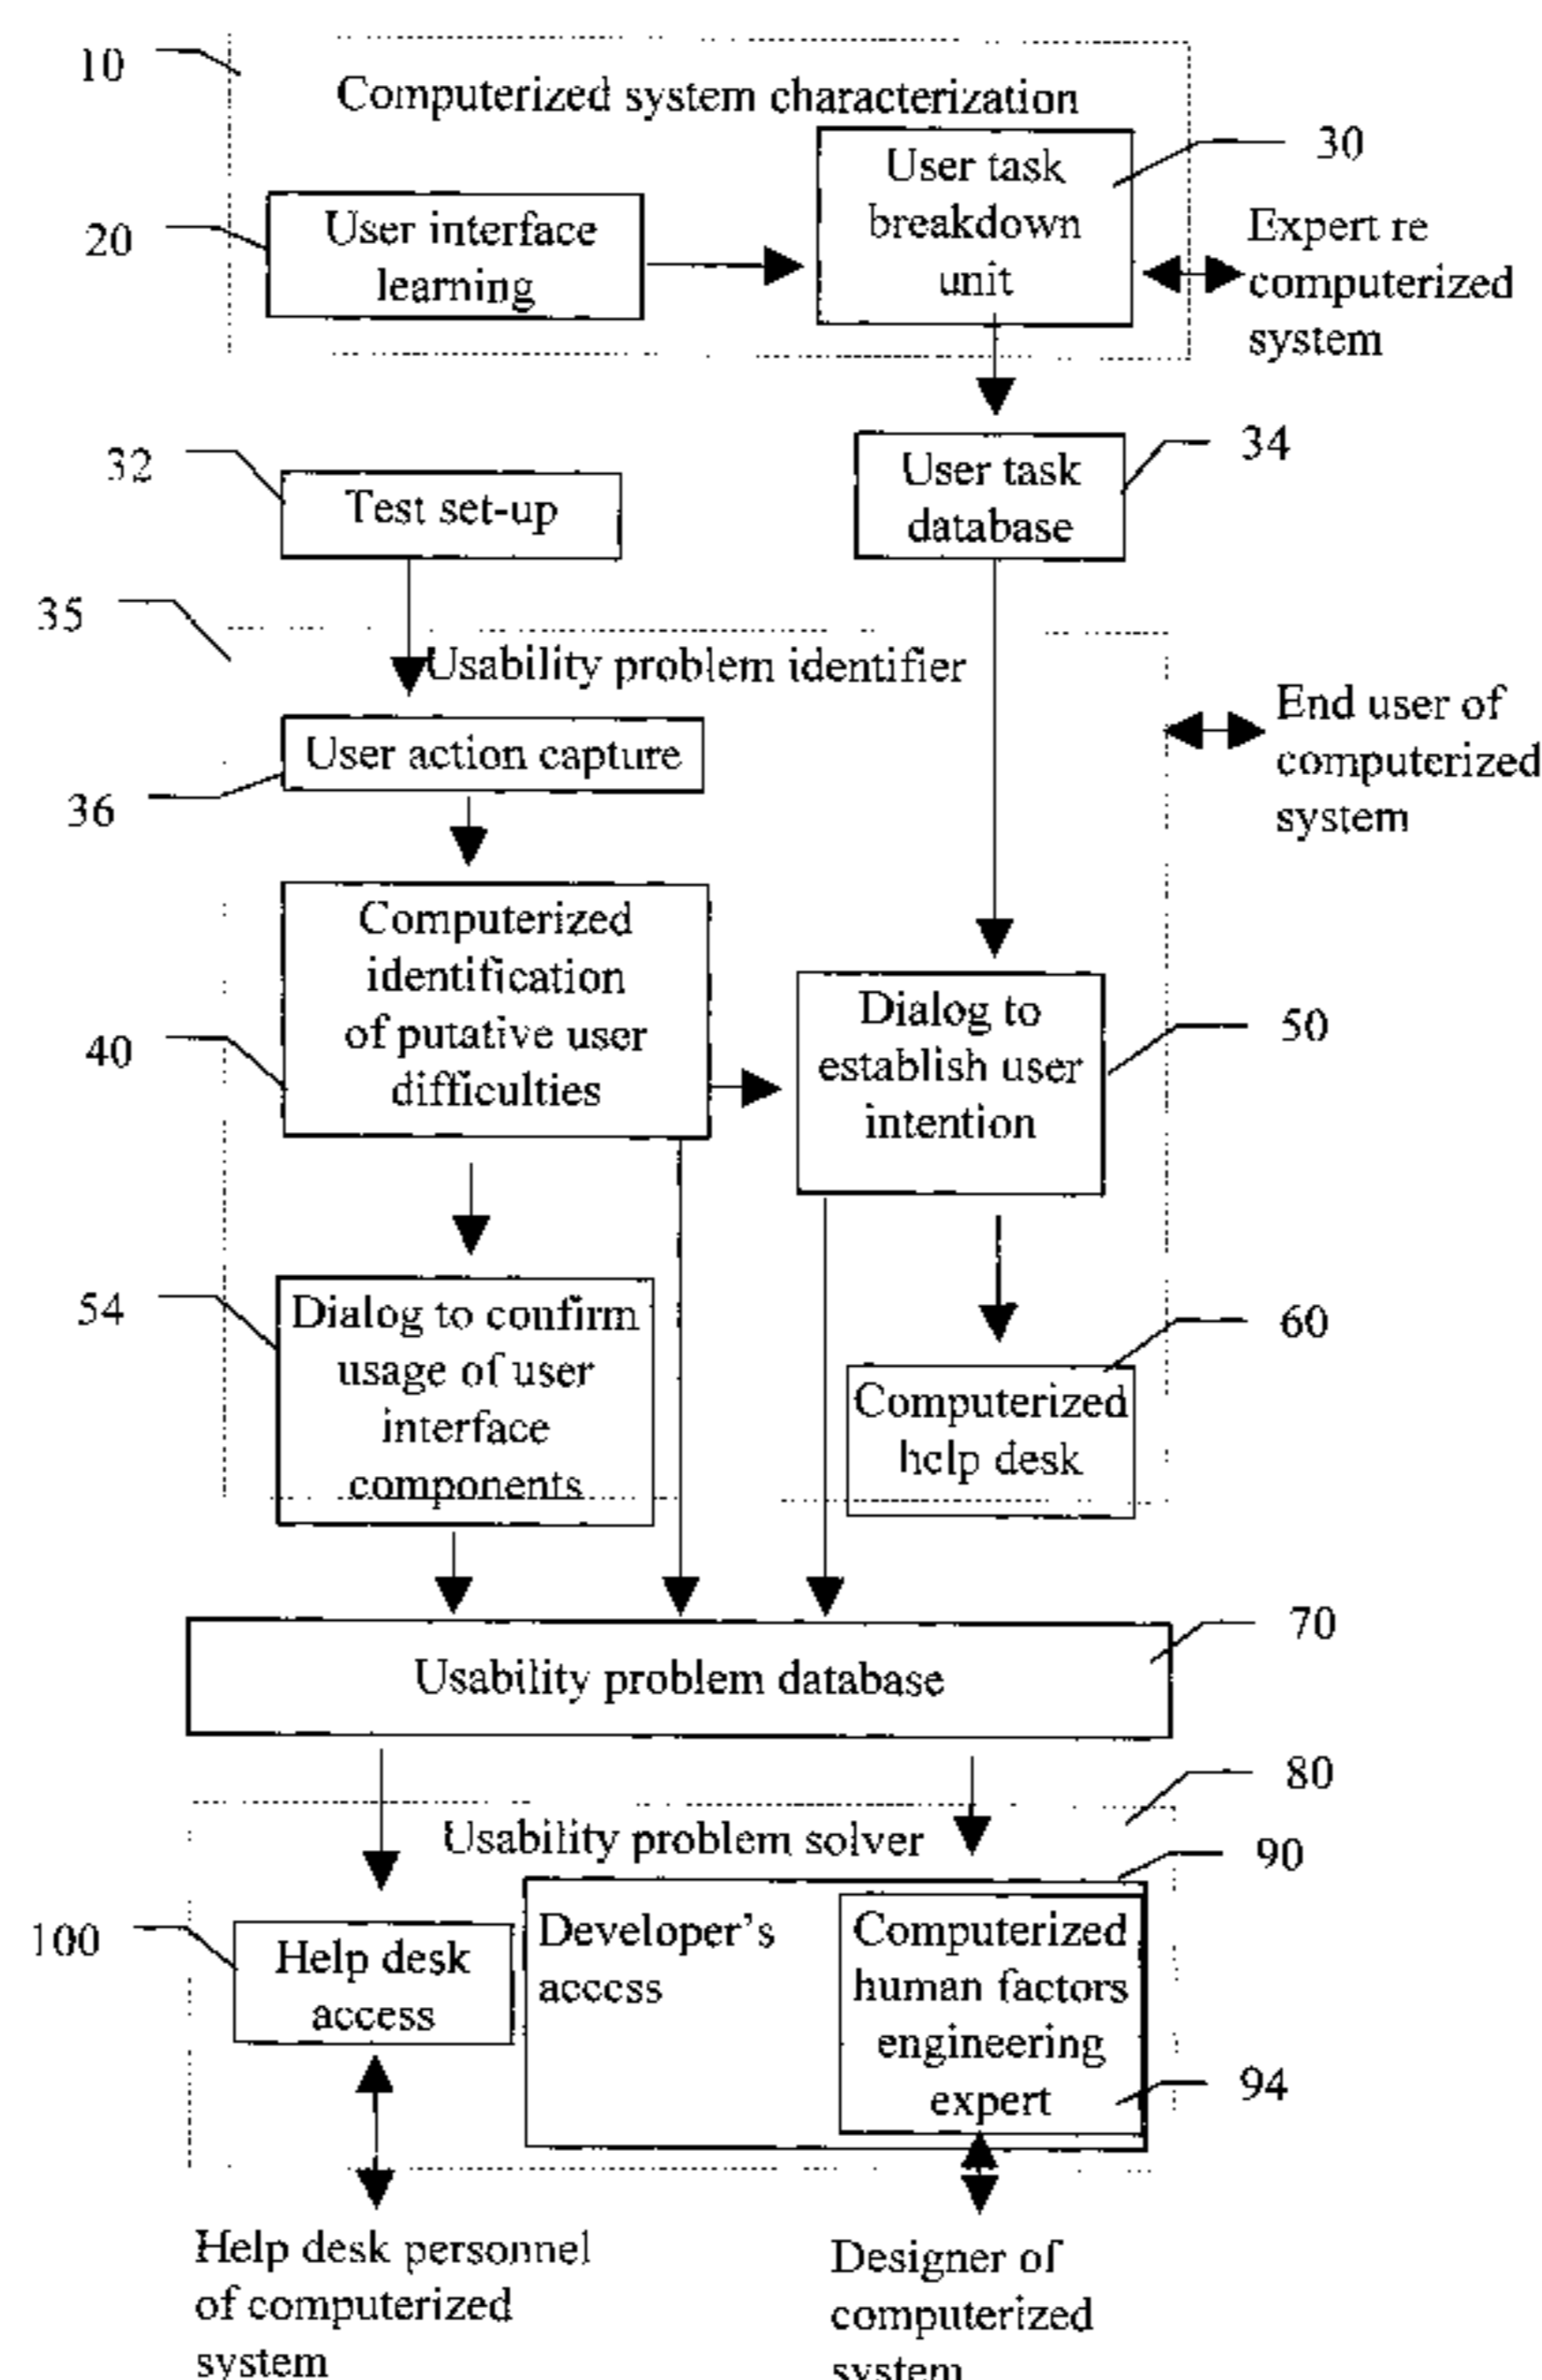 10
Computerized system characterization
User task
breakdown
unit
30
20
User interface
learning
Expert re
computerized
system
32
Test set-up
34
User task
database
35
Usability problem identifier
User action capture
36
End user of
computerized
system
Computerized
identification
of putative user
difficulties
40
Dialog to
establish user
intention
50
54
Dialog to confirm
usage of user
interface
components
60
Computerized
help desk
70
Usability problem database
80
Usability problem solver
90
100
Help desk
access
Developer's
access
Computerized
human factors
engineering
expert
94
Help desk personnel
of computerized
system
Designer of
computerized
system